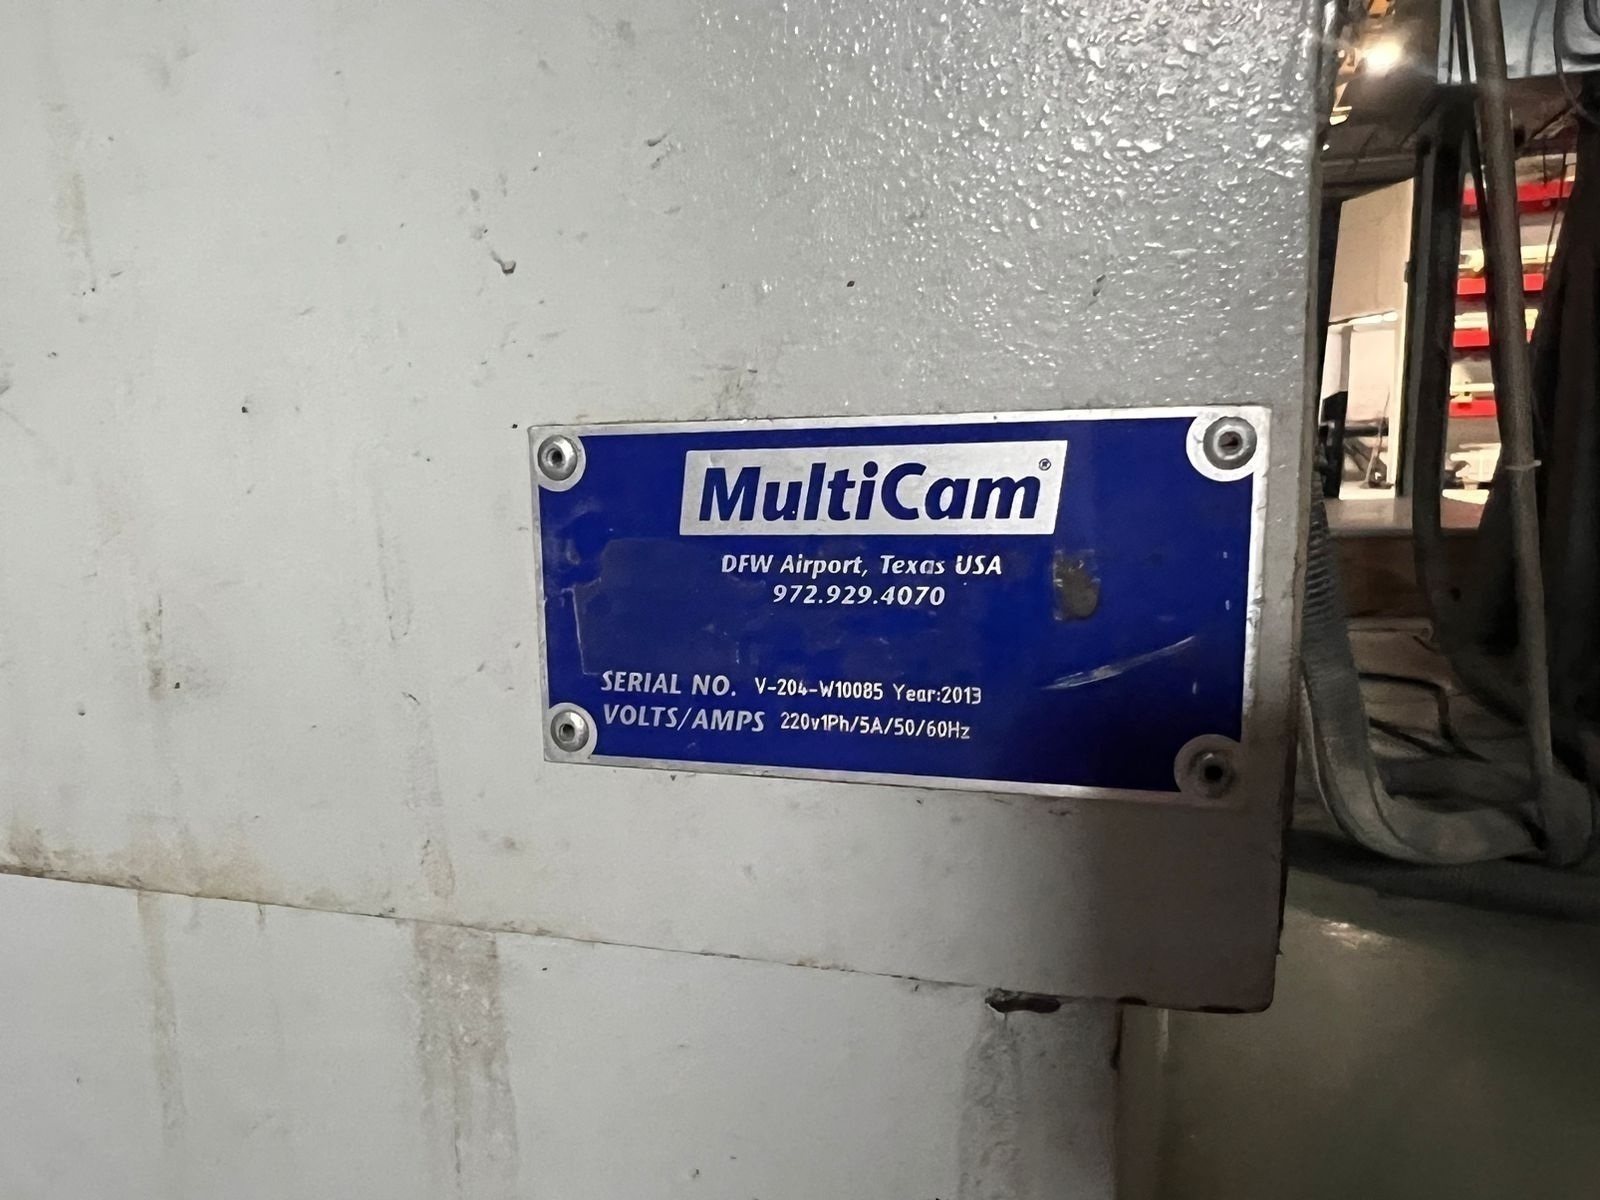 MultiCam®
DFW Airport, Texas USA
972.929.4070
SERIAL NO. V-204-W10085 Year:2013
VOLTS/AMPS 220v1Ph/5A/50/60Hz